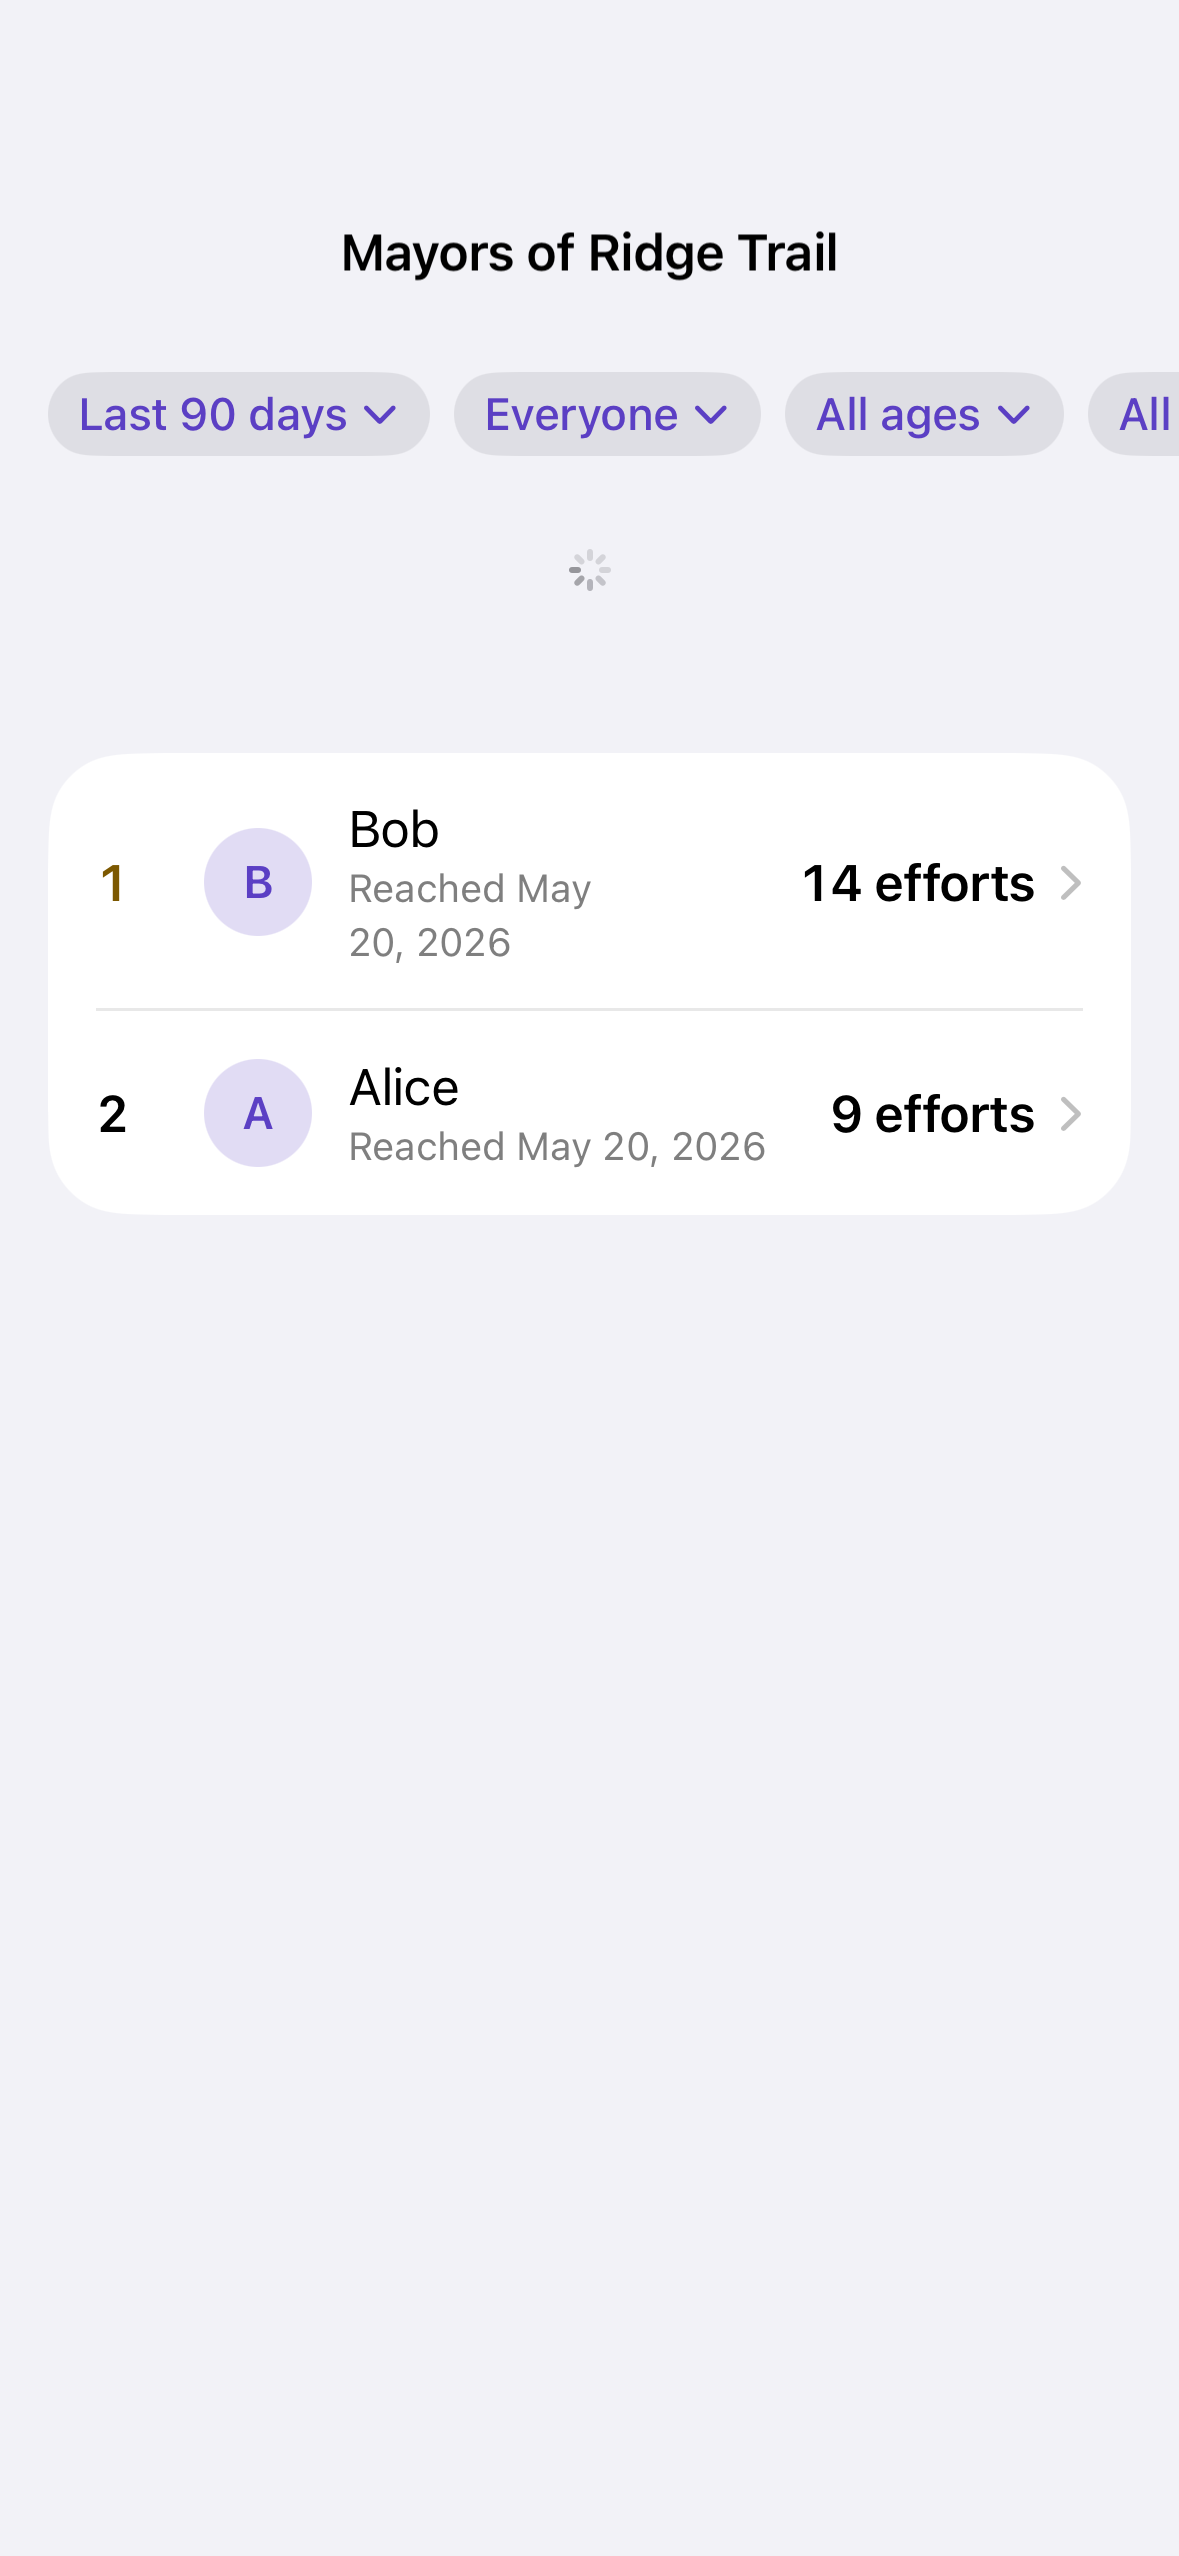 Mayors of Ridge Trail
Last 90 days
Everyone
All ages
All
1
B
Bob
Reached May
20, 2026
14 efforts
2
A
Alice
Reached May 20, 2026
9 efforts